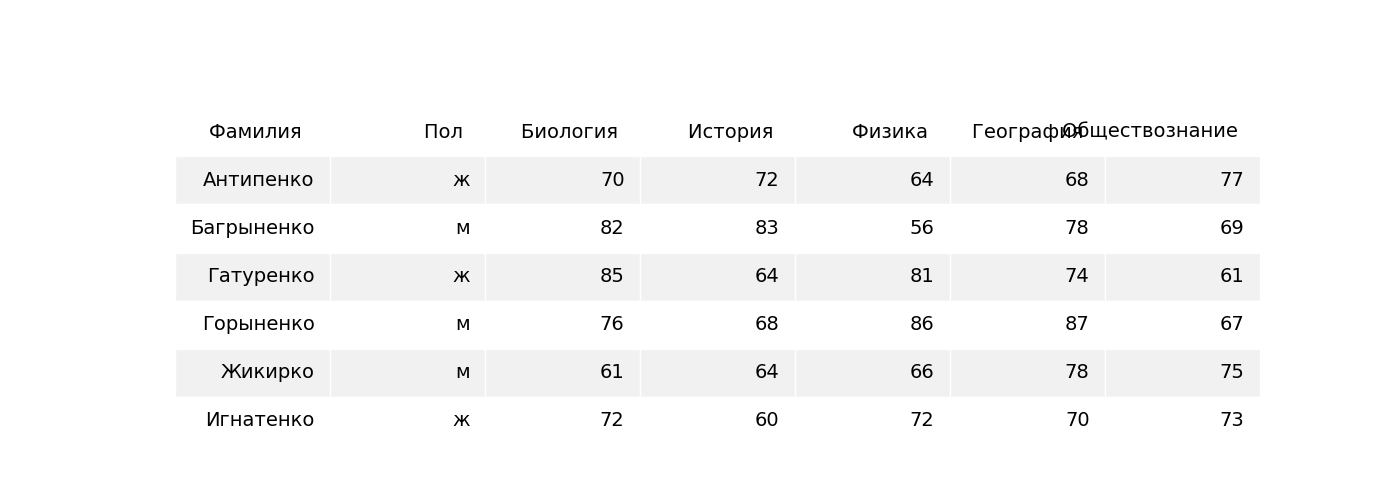 Фамилия Пол Биология История Физика География Обществознание
Антипенко ж 70 72 64 68 77
Багрыненко м 82 83 56 78 69
Гатуренко ж 85 64 81 74 61
Горыненко м 76 68 86 87 67
Жикирко м 61 64 66 78 75
Игнатенко ж 72 60 72 70 73